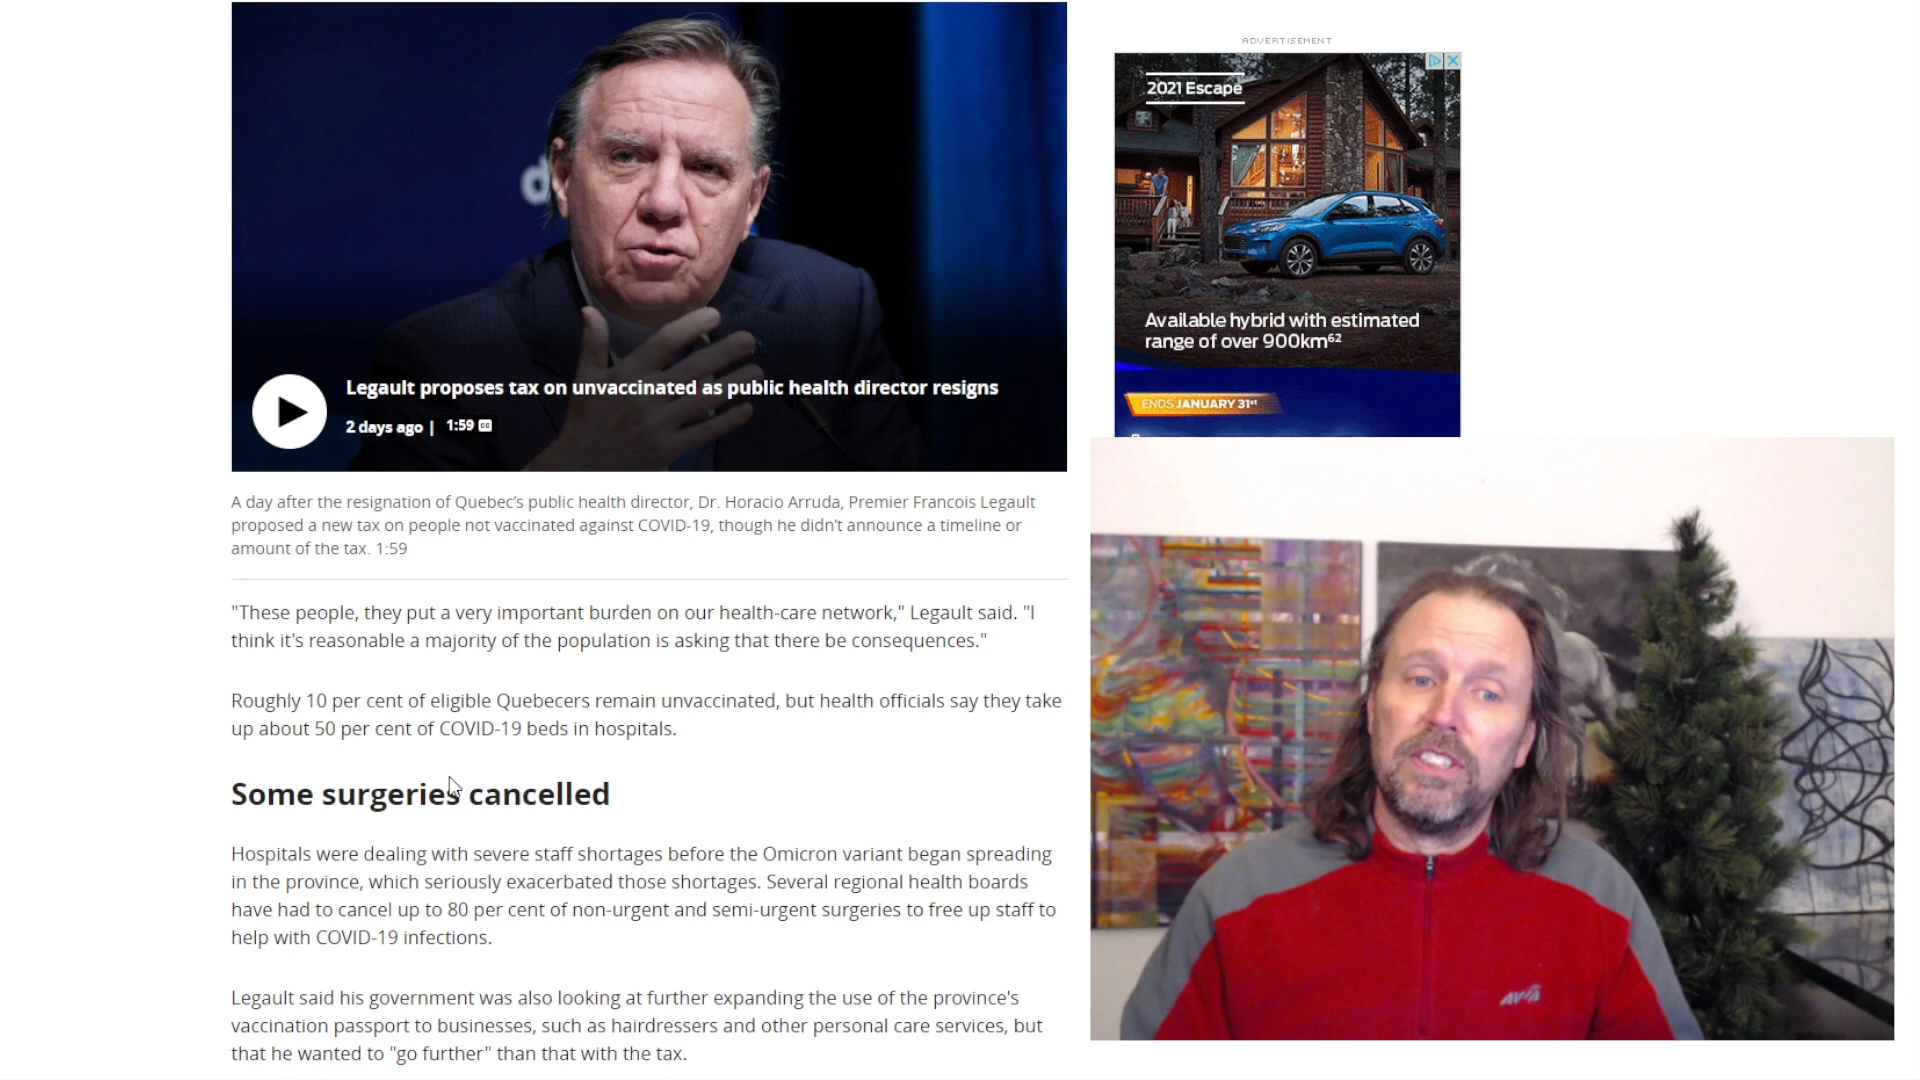 d
Legault proposes tax on unvaccinated as public health director resigns
2 days ago | 1:59 CC
A day after the resignation of Quebec’s public health director, Dr. Horacio Arruda, Premier Francois Legault
proposed a new tax on people not vaccinated against COVID-19, though he didn’t announce a timeline or
amount of the tax. 1:59
"These people, they put a very important burden on our health-care network," Legault said. "I
think it's reasonable a majority of the population is asking that there be consequences."
Roughly 10 per cent of eligible Quebecers remain unvaccinated, but health officials say they take
up about 50 per cent of COVID-19 beds in hospitals.
Some surgeries cancelled
Hospitals were dealing with severe staff shortages before the Omicron variant began spreading
in the province, which seriously exacerbated those shortages. Several regional health boards
have had to cancel up to 80 per cent of non-urgent and semi-urgent surgeries to free up staff to
help with COVID-19 infections.
Legault said his government was also looking at further expanding the use of the province's
vaccination passport to businesses, such as hairdressers and other personal care services, but
that he wanted to "go further" than that with the tax.
ADVERTISEMENT
2021 Escape
Available hybrid with estimated
range of over 900km⁶²
ENDS JANUARY 31ˢᵗ
AVIA